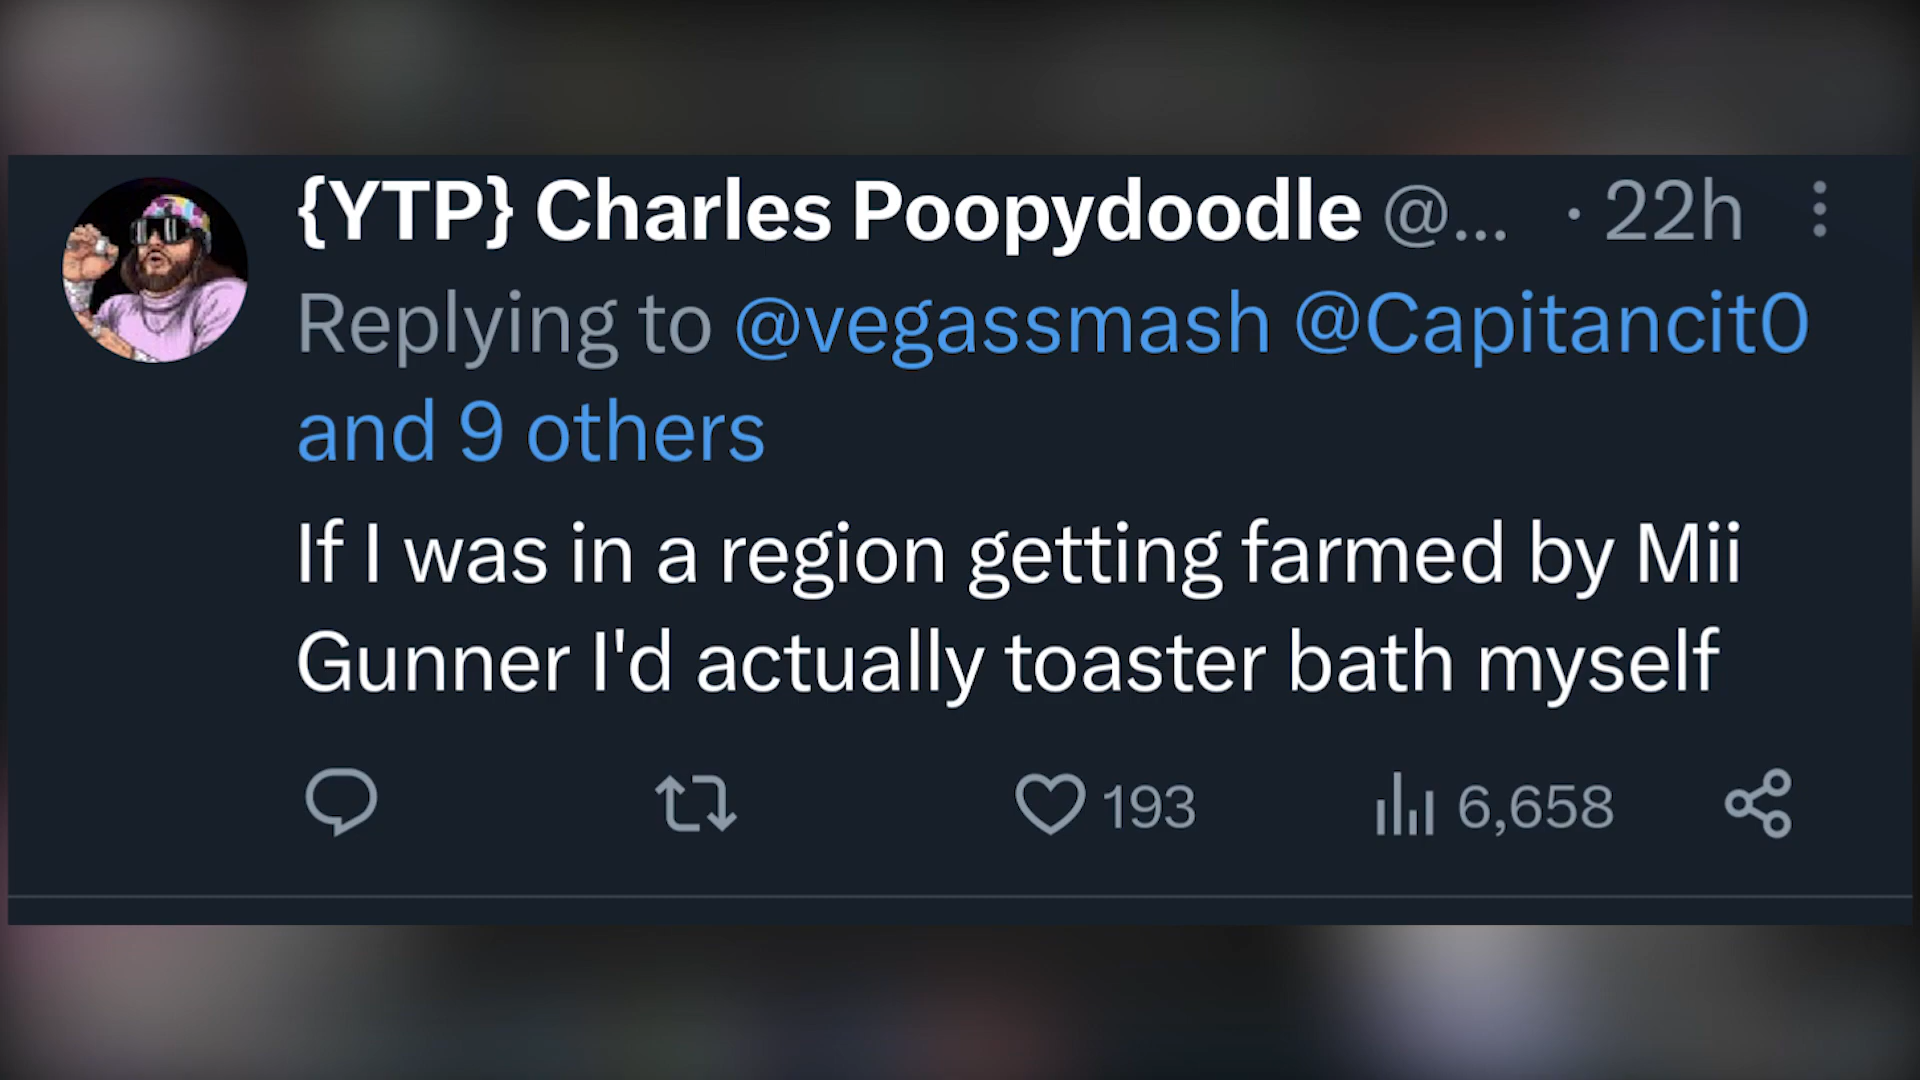 {YTP} Charles Poopydoodle @... · 22h
Replying to @vegassmash @Capitancit0
and 9 others
If I was in a region getting farmed by Mii
Gunner I'd actually toaster bath myself
193 6,658